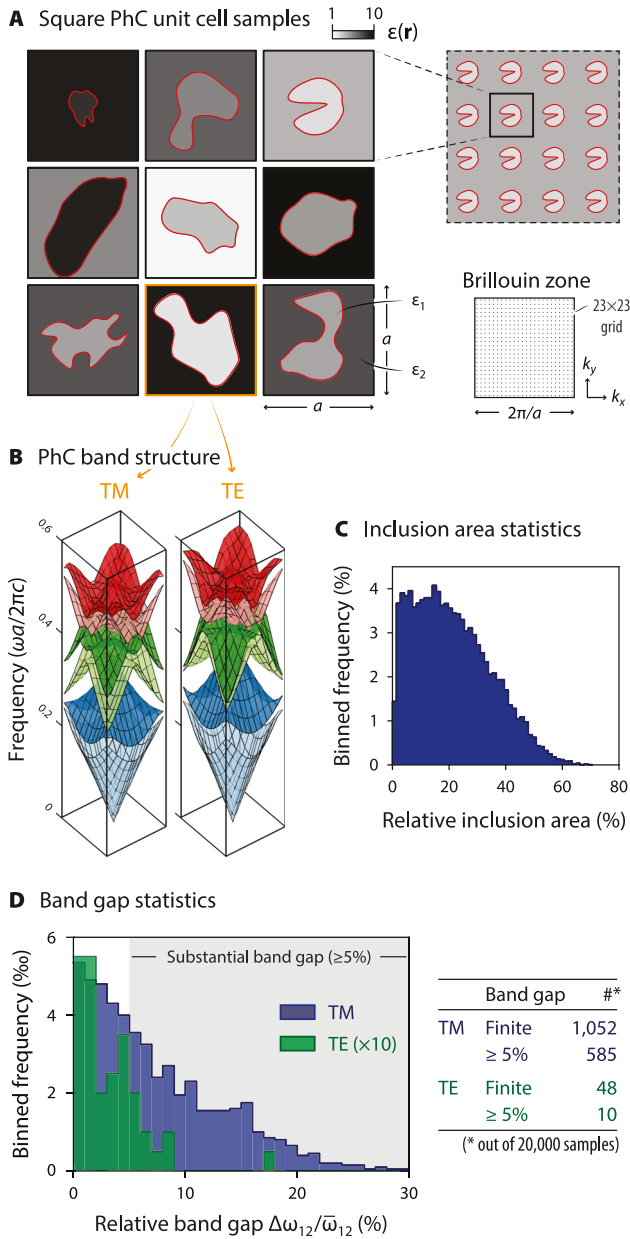 A Square PhC unit cell samples
1 10
ε(r)
ε₁
a
ε₂
a
Brillouin zone
23×23
grid
k_y
k_x
2π/a
B PhC band structure
TM TE
0.6
0.4
0.2
0
Frequency (ωa/2πc)
C Inclusion area statistics
4
3
2
1
0
Binned frequency (%)
0 20 40 60 80
Relative inclusion area (%)
D Band gap statistics
6
4
2
0
Binned frequency (‰)
Substantial band gap (≥5%)
TM
TE (×10)
0 10 20 30
Relative band gap Δω₁₂/ω̅₁₂ (%)
Band gap #*
TM Finite 1,052
≥ 5% 585
TE Finite 48
≥ 5% 10
(* out of 20,000 samples)